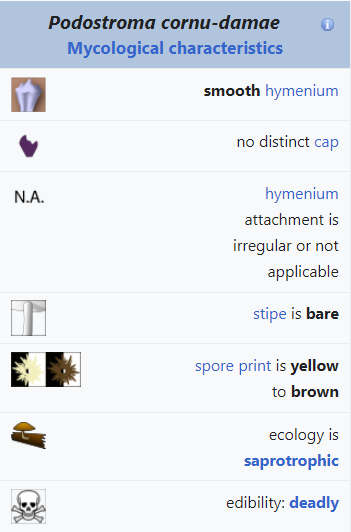 Podostroma cornu-damae
Mycological characteristics
smooth hymenium
no distinct cap
N.A.
hymenium
attachment is
irregular or not
applicable
stipe is bare
spore print is yellow
to brown
ecology is
saprotrophic
edibility: deadly